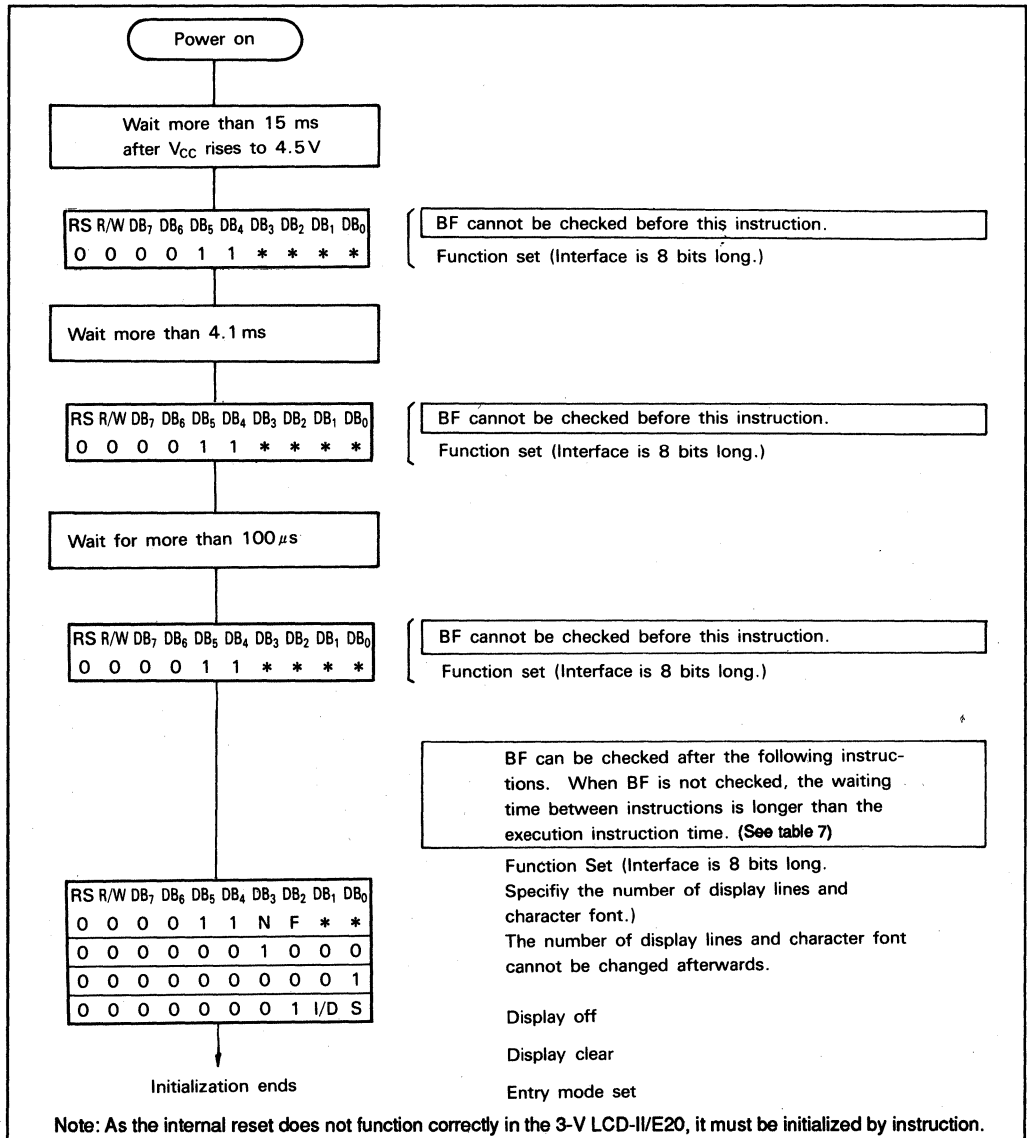 Power on
Wait more than 15 ms
after VCC rises to 4.5V
RS R/W DB7 DB6 DB5 DB4 DB3 DB2 DB1 DB0
0 0 0 0 1 1 * * * *
BF cannot be checked before this instruction.
Function set (Interface is 8 bits long.)
Wait more than 4.1 ms
RS R/W DB7 DB6 DB5 DB4 DB3 DB2 DB1 DB0
0 0 0 0 1 1 * * * *
BF cannot be checked before this instruction.
Function set (Interface is 8 bits long.)
Wait for more than 100 μs
RS R/W DB7 DB6 DB5 DB4 DB3 DB2 DB1 DB0
0 0 0 0 1 1 * * * *
BF cannot be checked before this instruction.
Function set (Interface is 8 bits long.)
BF can be checked after the following instruc-
tions. When BF is not checked, the waiting
time between instructions is longer than the
execution instruction time. (See table 7)
RS R/W DB7 DB6 DB5 DB4 DB3 DB2 DB1 DB0
0 0 0 0 1 1 N F * *
0 0 0 0 0 0 1 0 0 0
0 0 0 0 0 0 0 0 0 1
0 0 0 0 0 0 0 1 I/D S
Function Set (Interface is 8 bits long.
Specifiy the number of display lines and
character font.)
The number of display lines and character font
cannot be changed afterwards.
Display off
Display clear
Entry mode set
Initialization ends
Note: As the internal reset does not function correctly in the 3-V LCD-II/E20, it must be initialized by instruction.